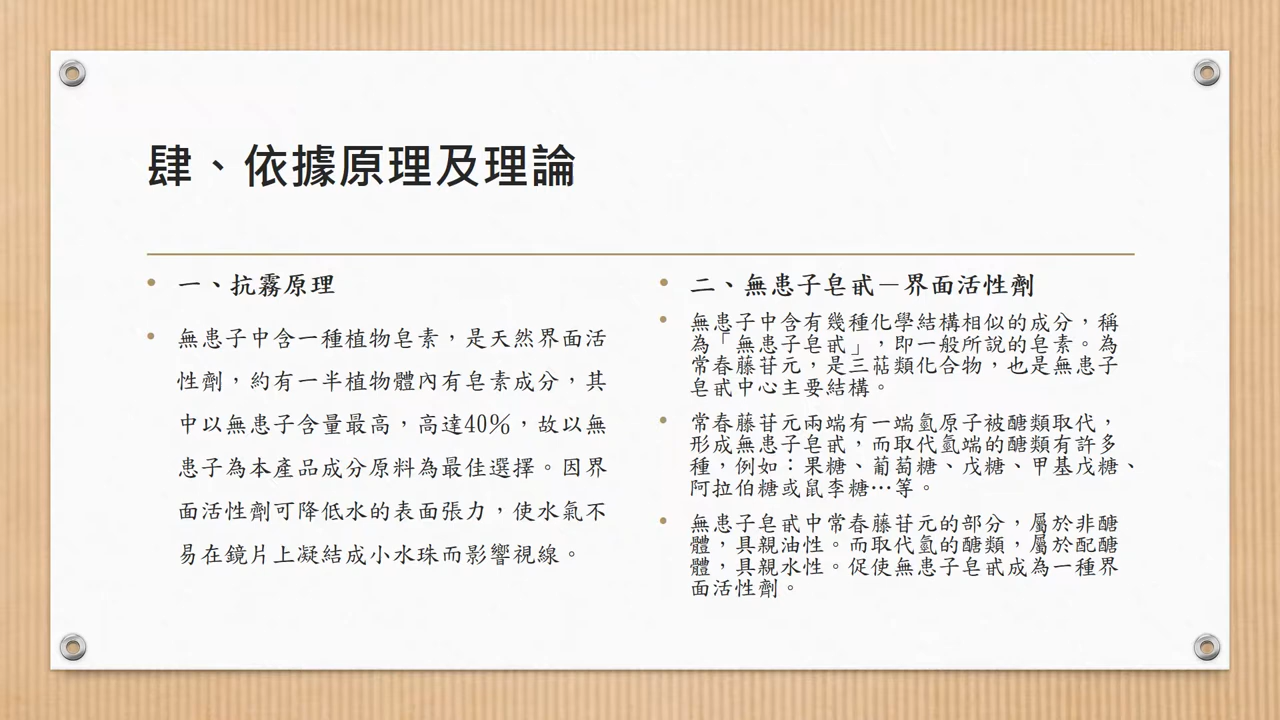 肆、依據原理及理論
• 一、抗霧原理
• 無患子中含一種植物皂素，是天然界面活
性劑，約有一半植物體內有皂素成分，其
中以無患子含量最高，高達40%，故以無
患子為本產品成分原料為最佳選擇。因界
面活性劑可降低水的表面張力，使水氣不
易在鏡片上凝結成小水珠而影響視線。
• 二、無患子皂甙－界面活性劑
• 無患子中含有幾種化學結構相似的成分，稱
為「無患子皂甙」，即一般所說的皂素。為
常春藤苷元，是三萜類化合物，也是無患子
皂甙中心主要結構。
• 常春藤苷元兩端有一端氫原子被醣類取代，
形成無患子皂甙，而取代氫端的醣類有許多
種，例如：果糖、葡萄糖、戊糖、甲基戊糖、
阿拉伯糖或鼠李糖…等。
• 無患子皂甙中常春藤苷元的部分，屬於非醣
體，具親油性。而取代氫的醣類，屬於配醣
體，具親水性。促使無患子皂甙成為一種界
面活性劑。